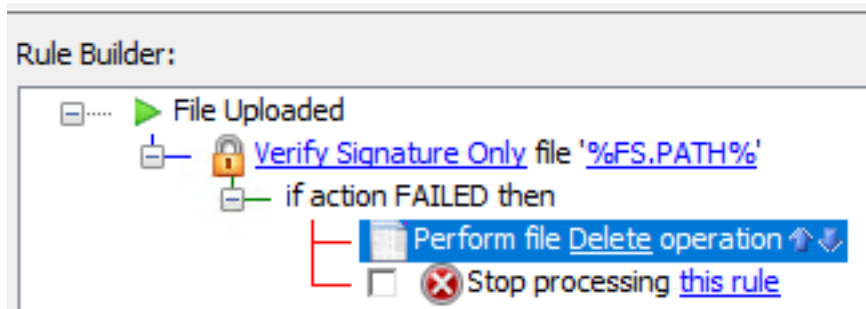 Rule Builder:
File Uploaded
Verify Signature Only file '%FS.PATH%'
if action FAILED then
Perform file Delete operation
Stop processing this rule